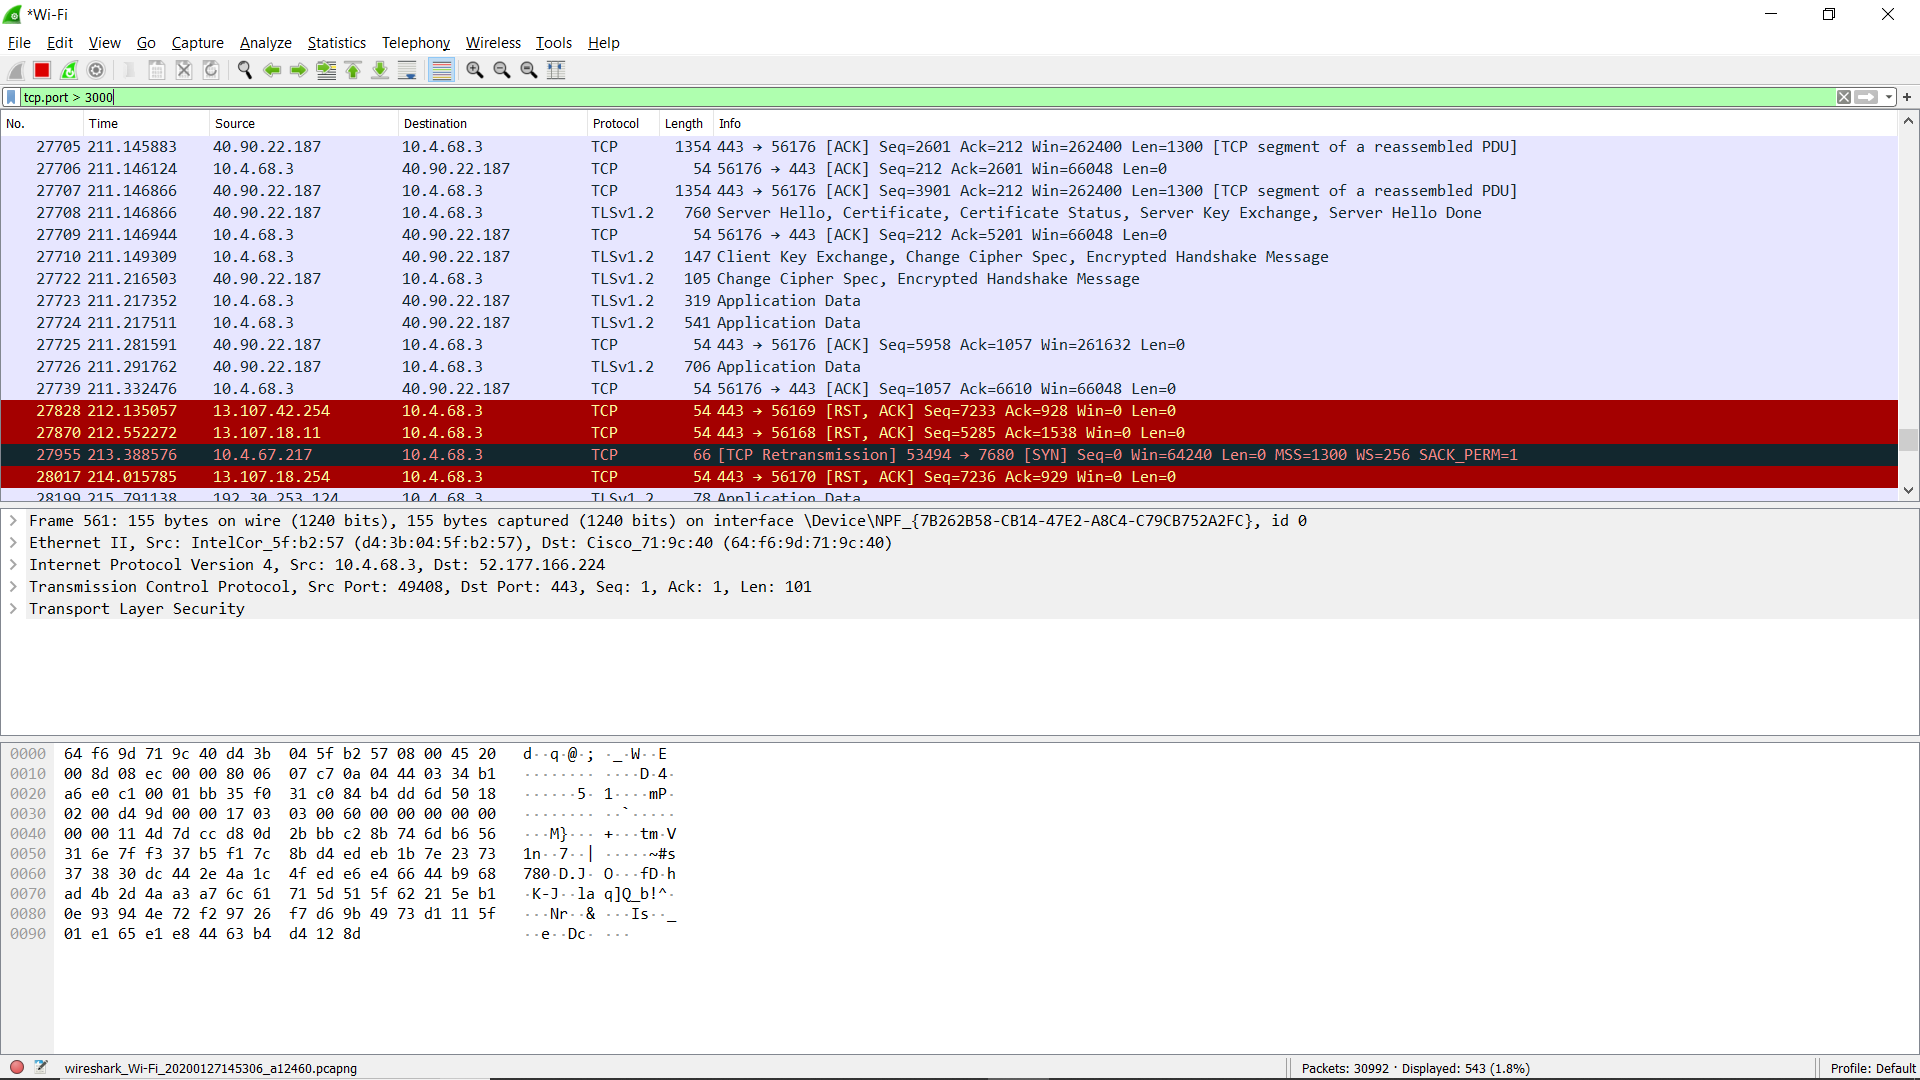 *Wi-Fi
File Edit View Go Capture Analyze Statistics Telephony Wireless Tools Help
tcp.port > 3000
No. Time Source Destination Protocol Length Info
27705 211.145883 40.90.22.187 10.4.68.3 TCP 1354 443 → 56176 [ACK] Seq=2601 Ack=212 Win=262400 Len=1300 [TCP segment of a reassembled PDU]
27706 211.146124 10.4.68.3 40.90.22.187 TCP 54 56176 → 443 [ACK] Seq=212 Ack=2601 Win=66048 Len=0
27707 211.146866 40.90.22.187 10.4.68.3 TCP 1354 443 → 56176 [ACK] Seq=3901 Ack=212 Win=262400 Len=1300 [TCP segment of a reassembled PDU]
27708 211.146866 40.90.22.187 10.4.68.3 TLSv1.2 760 Server Hello, Certificate, Certificate Status, Server Key Exchange, Server Hello Done
27709 211.146944 10.4.68.3 40.90.22.187 TCP 54 56176 → 443 [ACK] Seq=212 Ack=5201 Win=66048 Len=0
27710 211.149309 10.4.68.3 40.90.22.187 TLSv1.2 147 Client Key Exchange, Change Cipher Spec, Encrypted Handshake Message
27722 211.216503 40.90.22.187 10.4.68.3 TLSv1.2 105 Change Cipher Spec, Encrypted Handshake Message
27723 211.217352 10.4.68.3 40.90.22.187 TLSv1.2 319 Application Data
27724 211.217511 10.4.68.3 40.90.22.187 TLSv1.2 541 Application Data
27725 211.281591 40.90.22.187 10.4.68.3 TCP 54 443 → 56176 [ACK] Seq=5958 Ack=1057 Win=261632 Len=0
27726 211.291762 40.90.22.187 10.4.68.3 TLSv1.2 706 Application Data
27739 211.332476 10.4.68.3 40.90.22.187 TCP 54 56176 → 443 [ACK] Seq=1057 Ack=6610 Win=66048 Len=0
27828 212.135057 13.107.42.254 10.4.68.3 TCP 54 443 → 56169 [RST, ACK] Seq=7233 Ack=928 Win=0 Len=0
27870 212.552272 13.107.18.11 10.4.68.3 TCP 54 443 → 56168 [RST, ACK] Seq=5285 Ack=1538 Win=0 Len=0
27955 213.388576 10.4.67.217 10.4.68.3 TCP 66 [TCP Retransmission] 53494 → 7680 [SYN] Seq=0 Win=64240 Len=0 MSS=1300 WS=256 SACK_PERM=1
28017 214.015785 13.107.18.254 10.4.68.3 TCP 54 443 → 56170 [RST, ACK] Seq=7236 Ack=929 Win=0 Len=0
28199 215.791138 192.30.253.124 10.4.68.3 TLSv1.2 78 Application Data
Frame 561: 155 bytes on wire (1240 bits), 155 bytes captured (1240 bits) on interface \Device\NPF_{7B262B58-CB14-47E2-A8C4-C79CB752A2FC}, id 0
Ethernet II, Src: IntelCor_5f:b2:57 (d4:3b:04:5f:b2:57), Dst: Cisco_71:9c:40 (64:f6:9d:71:9c:40)
Internet Protocol Version 4, Src: 10.4.68.3, Dst: 52.177.166.224
Transmission Control Protocol, Src Port: 49408, Dst Port: 443, Seq: 1, Ack: 1, Len: 101
Transport Layer Security
0000 64 f6 9d 71 9c 40 d4 3b 04 5f b2 57 08 00 45 20 d··q·@·; ·_·W··E
0010 00 8d 08 ec 00 00 80 06 07 c7 0a 04 44 03 34 b1 ········ ····D·4·
0020 a6 e0 c1 00 01 bb 35 f0 31 c0 84 b4 dd 6d 50 18 ······5· 1····mP·
0030 02 00 d4 9d 00 00 17 03 03 00 60 00 00 00 00 00 ········ ··`·····
0040 00 00 11 4d 7d cc d8 0d 2b bb c2 8b 74 6d b6 56 ···M}··· +···tm·V
0050 31 6e 7f f3 37 b5 f1 7c 8b d4 ed eb 1b 7e 23 73 1n··7··| ·····~#s
0060 37 38 30 dc 44 2e 4a 1c 4f ed e6 e4 66 44 b9 68 780·D.J· O···fD·h
0070 ad 4b 2d 4a a3 a7 6c 61 71 5d 51 5f 62 21 5e b1 ·K-J··la q]Q_b!^·
0080 0e 93 94 4e 72 f2 97 26 f7 d6 9b 49 73 d1 11 5f ···Nr··& ···Is··_
0090 01 e1 65 e1 e8 44 63 b4 d4 12 8d ··e··Dc· ···
wireshark_Wi-Fi_20200127145306_a12460.pcapng Packets: 30992 · Displayed: 543 (1.8%) Profile: Default